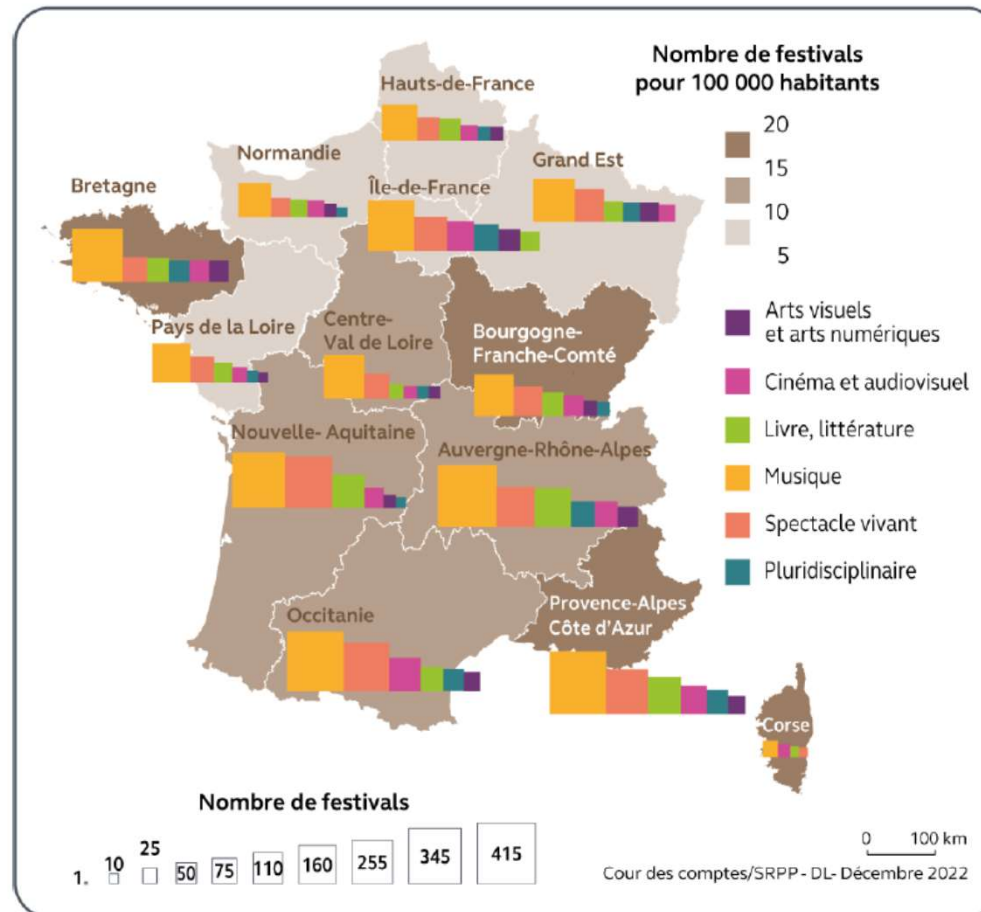 Nombre de festivals
pour 100 000 habitants
20
15
10
5
Hauts-de-France
Normandie
Grand Est
Île-de-France
Bretagne
Pays de la Loire
Centre-
Val de Loire
Bourgogne-
Franche-Comté
Nouvelle- Aquitaine
Auvergne-Rhône-Alpes
Occitanie
Provence-Alpes
Côte d'Azur
Corse
Arts visuels
et arts numériques
Cinéma et audiovisuel
Livre, littérature
Musique
Spectacle vivant
Pluridisciplinaire
Nombre de festivals
1. 10 25 50 75 110 160 255 345 415
0 100 km
Cour des comptes/SRPP - DL- Décembre 2022